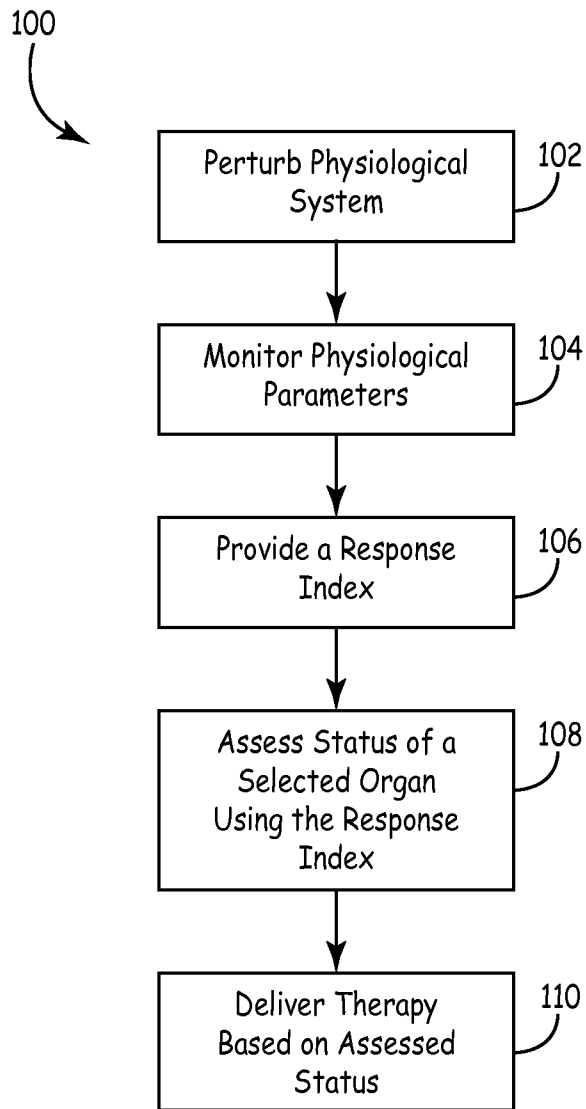 100
Perturb Physiological
System
102
Monitor Physiological
Parameters
104
Provide a Response
Index
106
Assess Status of a
Selected Organ
Using the Response
Index
108
Deliver Therapy
Based on Assessed
Status
110